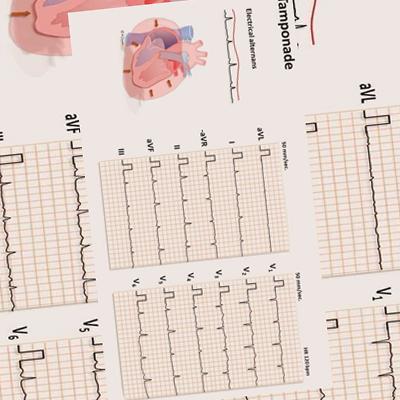 Tamponade
Electrical alternans
aVL
I
-aVR
II
aVF
III
50 mm/sec.
V1
V2
V3
V4
V5
V6
50 mm/sec.
HR 120 bpm
aVL
aVF
V1
V5
V6